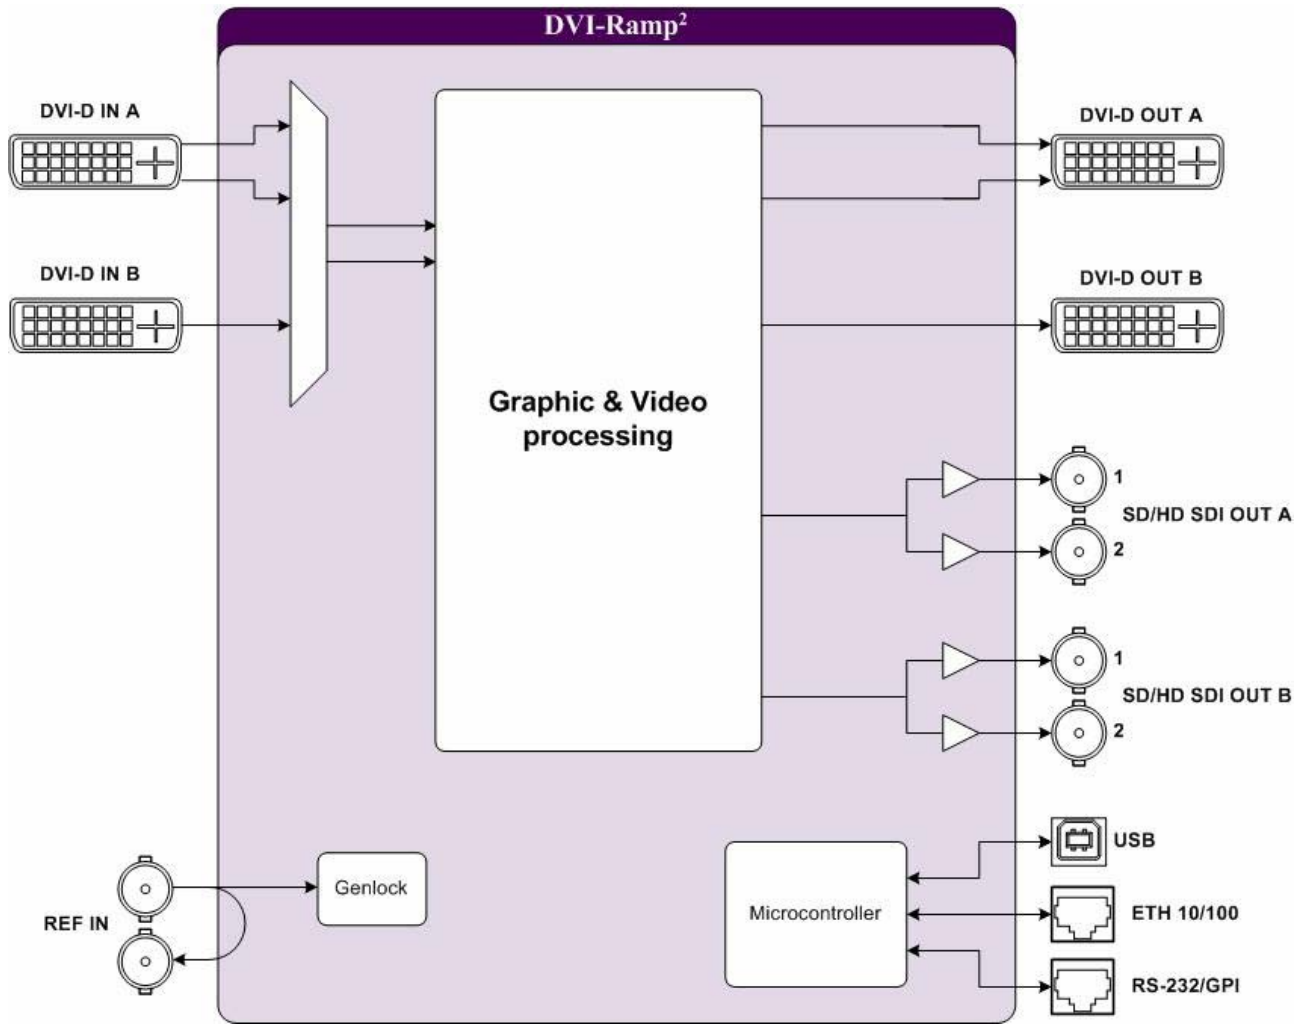 DVI-Ramp²
DVI-D IN A
DVI-D OUT A
DVI-D IN B
DVI-D OUT B
Graphic & Video
processing
1
SD/HD SDI OUT A
2
1
SD/HD SDI OUT B
2
USB
Genlock
REF IN
Microcontroller
ETH 10/100
RS-232/GPI